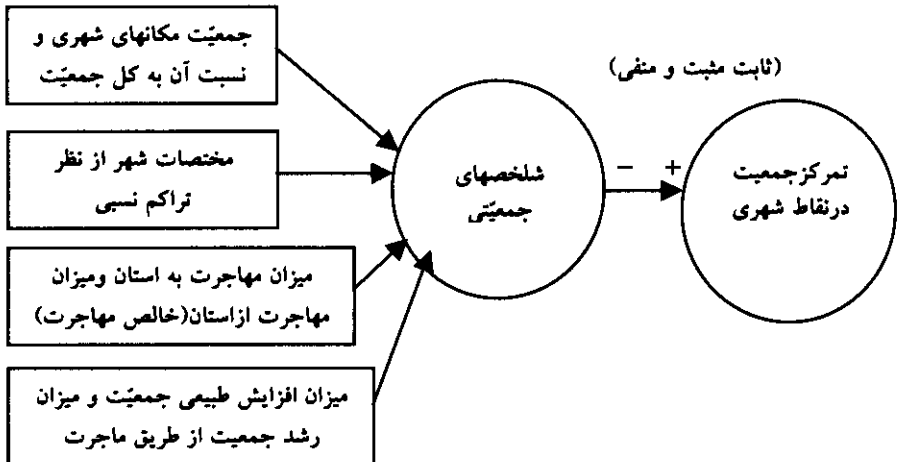 جمعیّت مکانهای شهری و
نسبت آن به کل جمعیّت
مختصات شهر از نظر
تراکم نسبی
میزان مهاجرت به استان ومیزان
مهاجرت ازاستان(خالص مهاجرت)
میزان افزایش طبیعی جمعیّت و میزان
رشد جمعیت از طریق ماجرت
شلخصهای
جمعیّتی
(ثابت مثبت و منفی)
− +
تمرکزجمعیت
درنقاط شهری